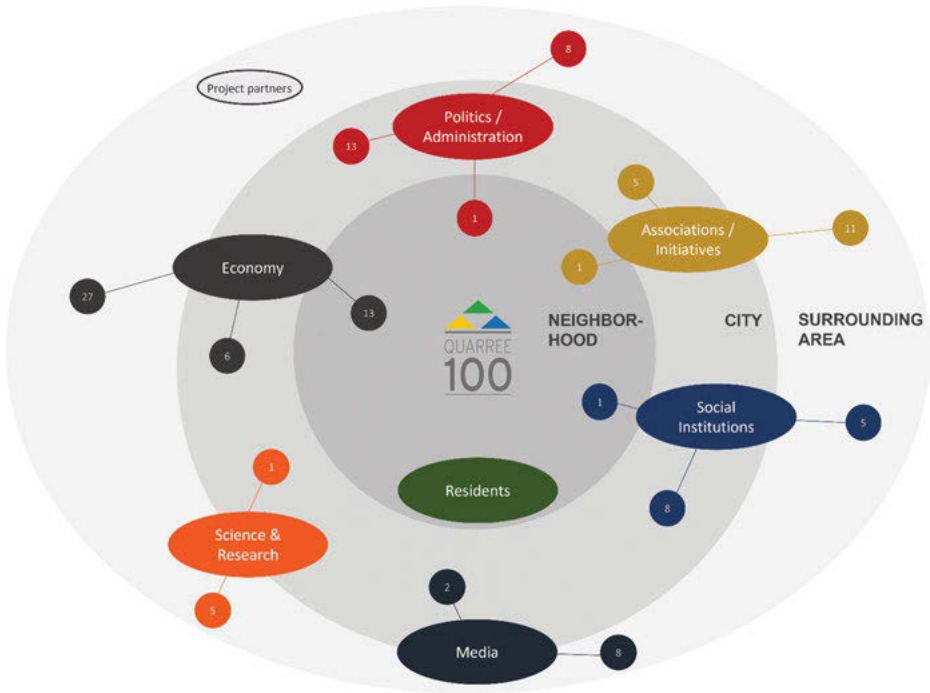 8
Project partners
Politics /
Administration
13
1
5
Associations /
Initiatives
11
1
Economy
27
13
6
NEIGHBOR-
HOOD
CITY
SURROUNDING
AREA
QUARREE
100
1
Social
Institutions
5
8
Residents
1
Science &
Research
5
2
Media
8